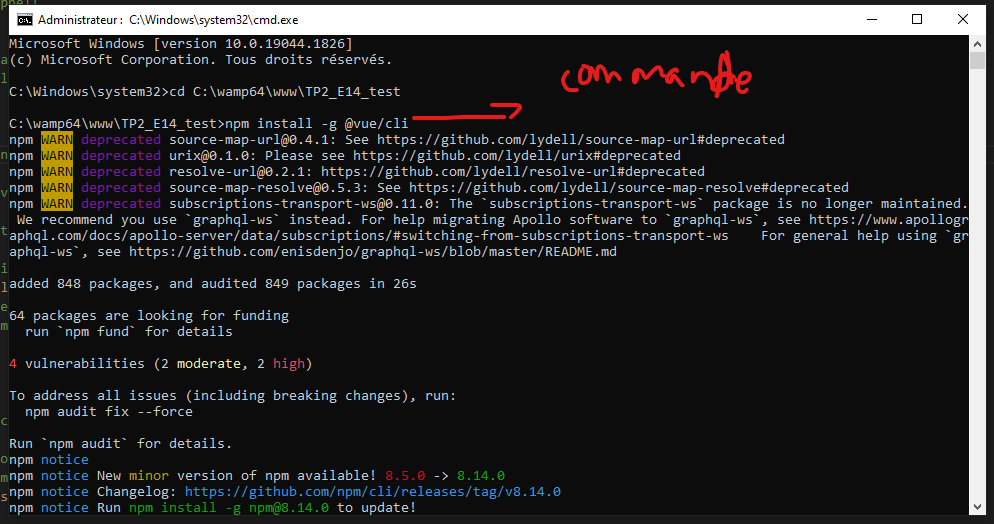 Administrateur : C:\Windows\system32\cmd.exe
Microsoft Windows [version 10.0.19044.1826]
(c) Microsoft Corporation. Tous droits réservés.
commande
C:\Windows\system32>cd C:\wamp64\www\TP2_E14_test
C:\wamp64\www\TP2_E14_test>npm install -g @vue/cli
npm WARN deprecated source-map-url@0.4.1: See https://github.com/lydell/source-map-url#deprecated
npm WARN deprecated urix@0.1.0: Please see https://github.com/lydell/urix#deprecated
npm WARN deprecated resolve-url@0.2.1: https://github.com/lydell/resolve-url#deprecated
npm WARN deprecated source-map-resolve@0.5.3: See https://github.com/lydell/source-map-resolve#deprecated
npm WARN deprecated subscriptions-transport-ws@0.11.0: The `subscriptions-transport-ws` package is no longer maintained.
We recommend you use `graphql-ws` instead. For help migrating Apollo software to `graphql-ws`, see https://www.apollogr
aphql.com/docs/apollo-server/data/subscriptions/#switching-from-subscriptions-transport-ws    For general help using `gr
aphql-ws`, see https://github.com/enisdenjo/graphql-ws/blob/master/README.md
added 848 packages, and audited 849 packages in 26s
64 packages are looking for funding
run `npm fund` for details
4 vulnerabilities (2 moderate, 2 high)
To address all issues (including breaking changes), run:
npm audit fix --force
Run `npm audit` for details.
npm notice
npm notice New minor version of npm available! 8.5.0 -> 8.14.0
npm notice Changelog: https://github.com/npm/cli/releases/tag/v8.14.0
npm notice Run npm install -g npm@8.14.0 to update!